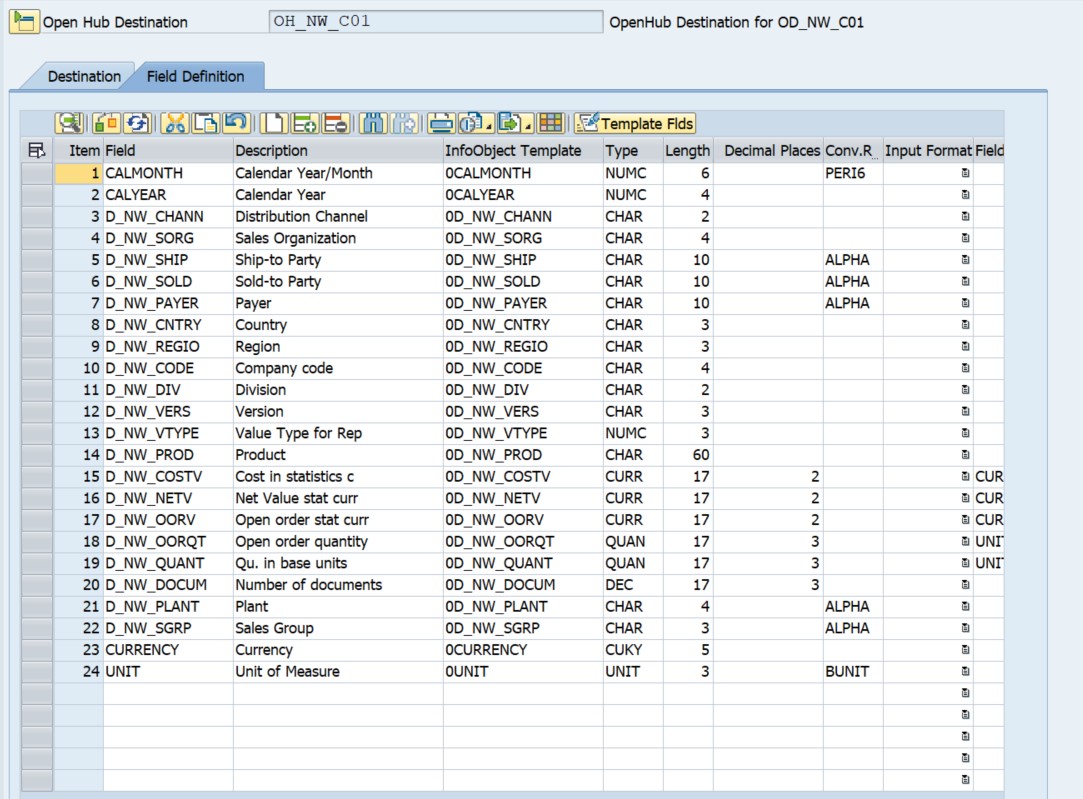 Open Hub Destination OH_NW_C01 OpenHub Destination for OD_NW_C01
Destination Field Definition
Template Flds
Item Field Description InfoObject Template Type Length Decimal Places Conv.R Input Format Field
1 CALMONTH Calendar Year/Month 0CALMONTH NUMC 6 PERI6
2 CALYEAR Calendar Year 0CALYEAR NUMC 4
3 D_NW_CHANN Distribution Channel 0D_NW_CHANN CHAR 2
4 D_NW_SORG Sales Organization 0D_NW_SORG CHAR 4
5 D_NW_SHIP Ship-to Party 0D_NW_SHIP CHAR 10 ALPHA
6 D_NW_SOLD Sold-to Party 0D_NW_SOLD CHAR 10 ALPHA
7 D_NW_PAYER Payer 0D_NW_PAYER CHAR 10 ALPHA
8 D_NW_CNTRY Country 0D_NW_CNTRY CHAR 3
9 D_NW_REGIO Region 0D_NW_REGIO CHAR 3
10 D_NW_CODE Company code 0D_NW_CODE CHAR 4
11 D_NW_DIV Division 0D_NW_DIV CHAR 2
12 D_NW_VERS Version 0D_NW_VERS CHAR 3
13 D_NW_VTYPE Value Type for Rep 0D_NW_VTYPE NUMC 3
14 D_NW_PROD Product 0D_NW_PROD CHAR 60
15 D_NW_COSTV Cost in statistics c 0D_NW_COSTV CURR 17 2 CUR
16 D_NW_NETV Net Value stat curr 0D_NW_NETV CURR 17 2 CUR
17 D_NW_OORV Open order stat curr 0D_NW_OORV CURR 17 2 CUR
18 D_NW_OORQT Open order quantity 0D_NW_OORQT QUAN 17 3 UNIT
19 D_NW_QUANT Qu. in base units 0D_NW_QUANT QUAN 17 3 UNIT
20 D_NW_DOCUM Number of documents 0D_NW_DOCUM DEC 17 3
21 D_NW_PLANT Plant 0D_NW_PLANT CHAR 4 ALPHA
22 D_NW_SGRP Sales Group 0D_NW_SGRP CHAR 3 ALPHA
23 CURRENCY Currency 0CURRENCY CUKY 5
24 UNIT Unit of Measure 0UNIT UNIT 3 BUNIT